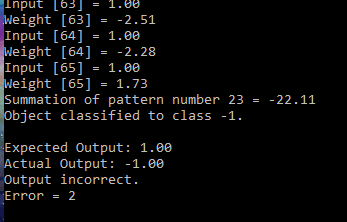 Input [63] = 1.00
Weight [63] = -2.51
Input [64] = 1.00
Weight [64] = -2.28
Input [65] = 1.00
Weight [65] = 1.73
Summation of pattern number 23 = -22.11
Object classified to class -1.
Expected Output: 1.00
Actual Output: -1.00
Output incorrect.
Error = 2